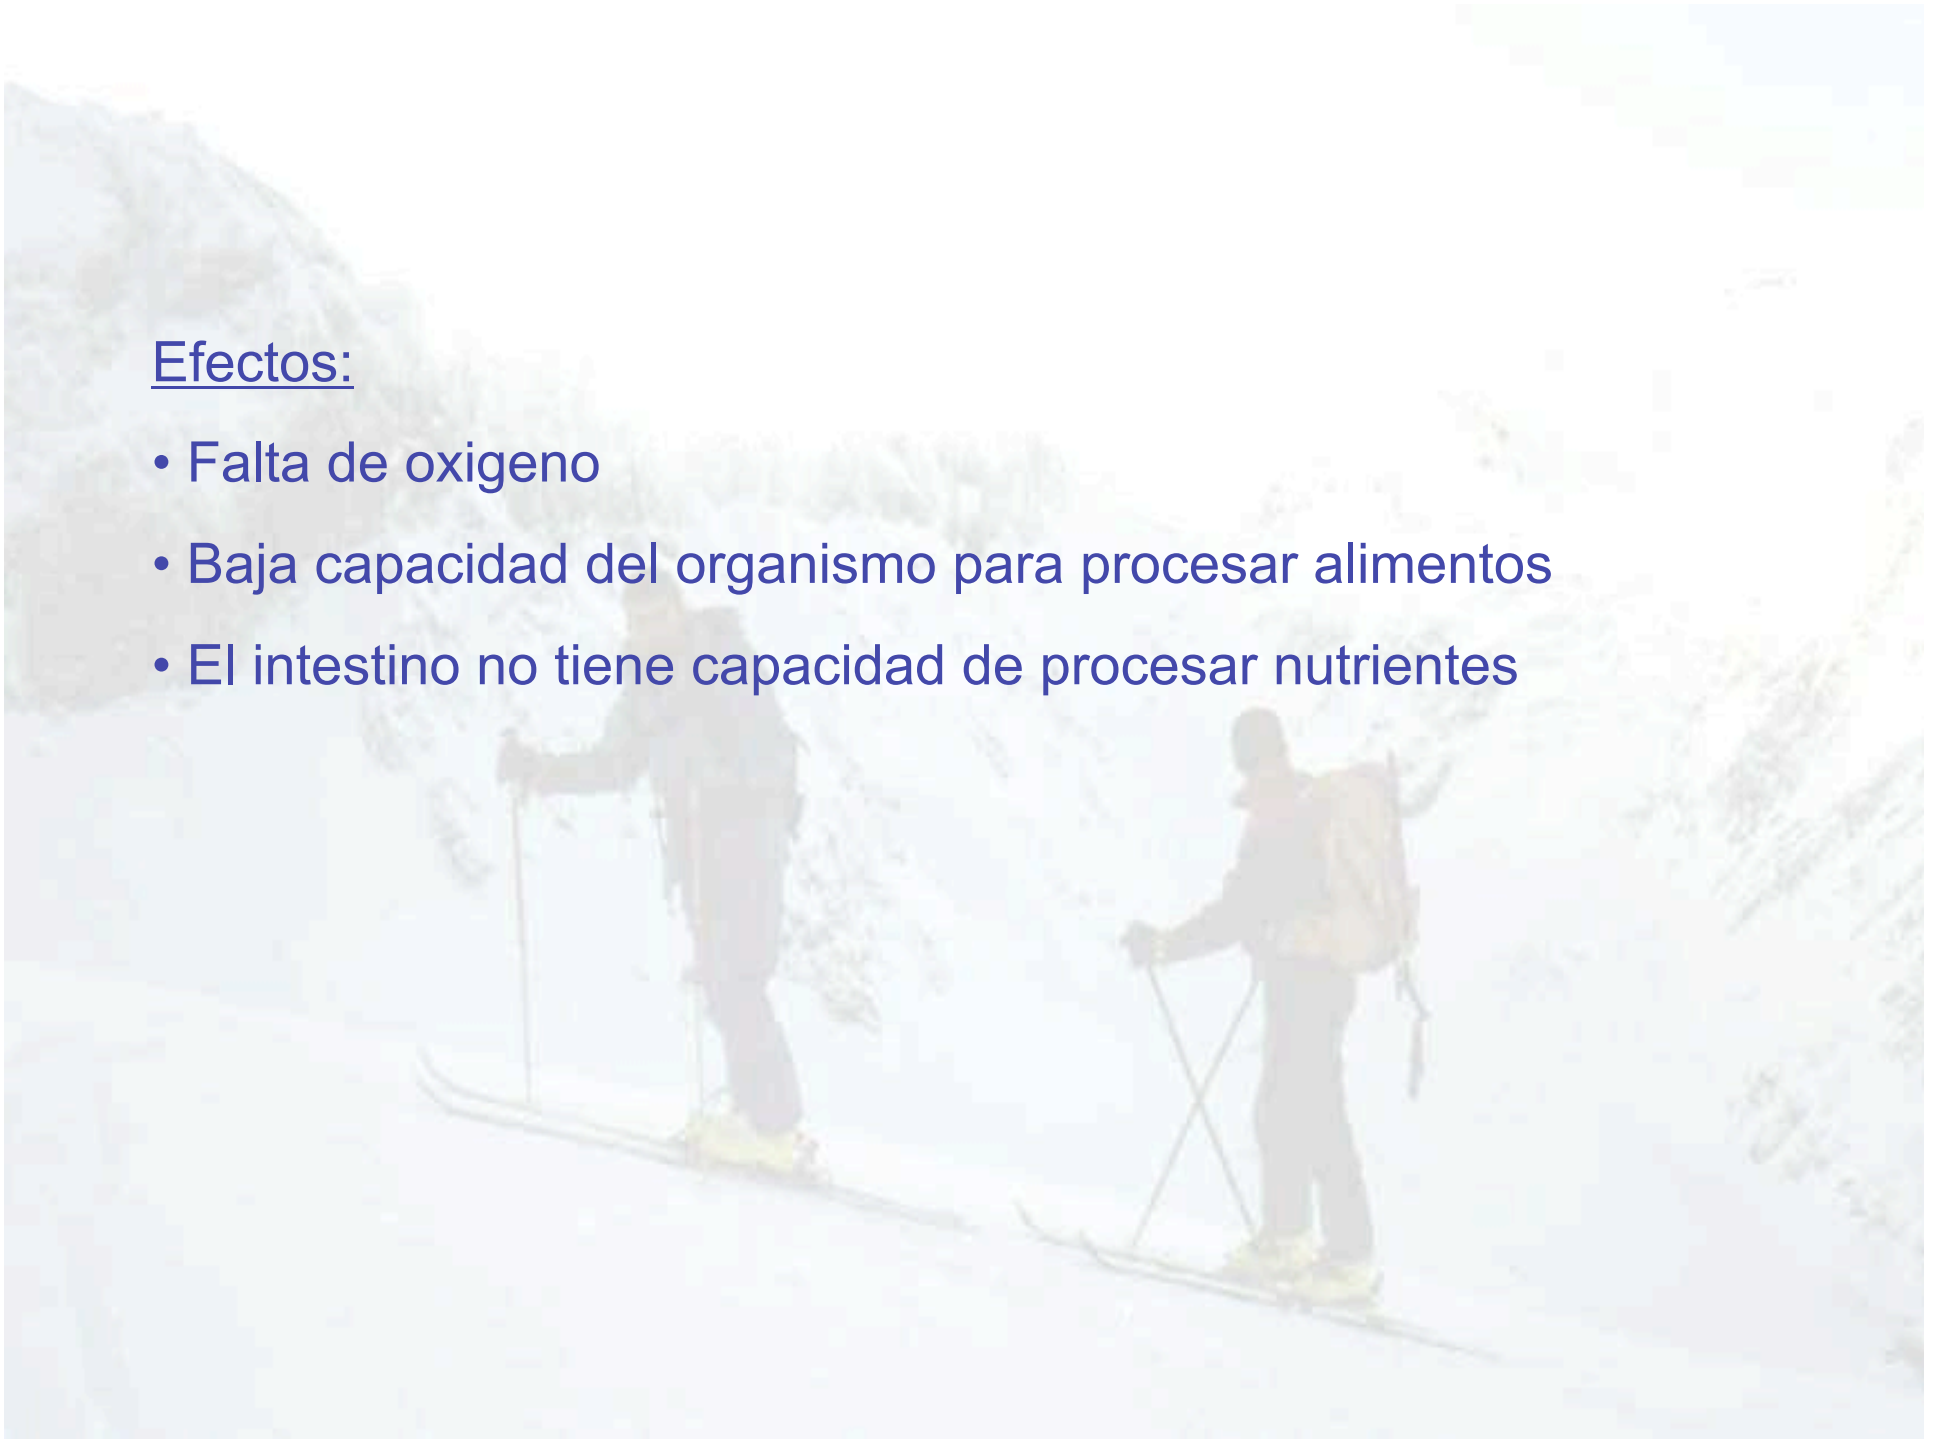 Efectos:
• Falta de oxigeno
• Baja capacidad del organismo para procesar alimentos
• El intestino no tiene capacidad de procesar nutrientes